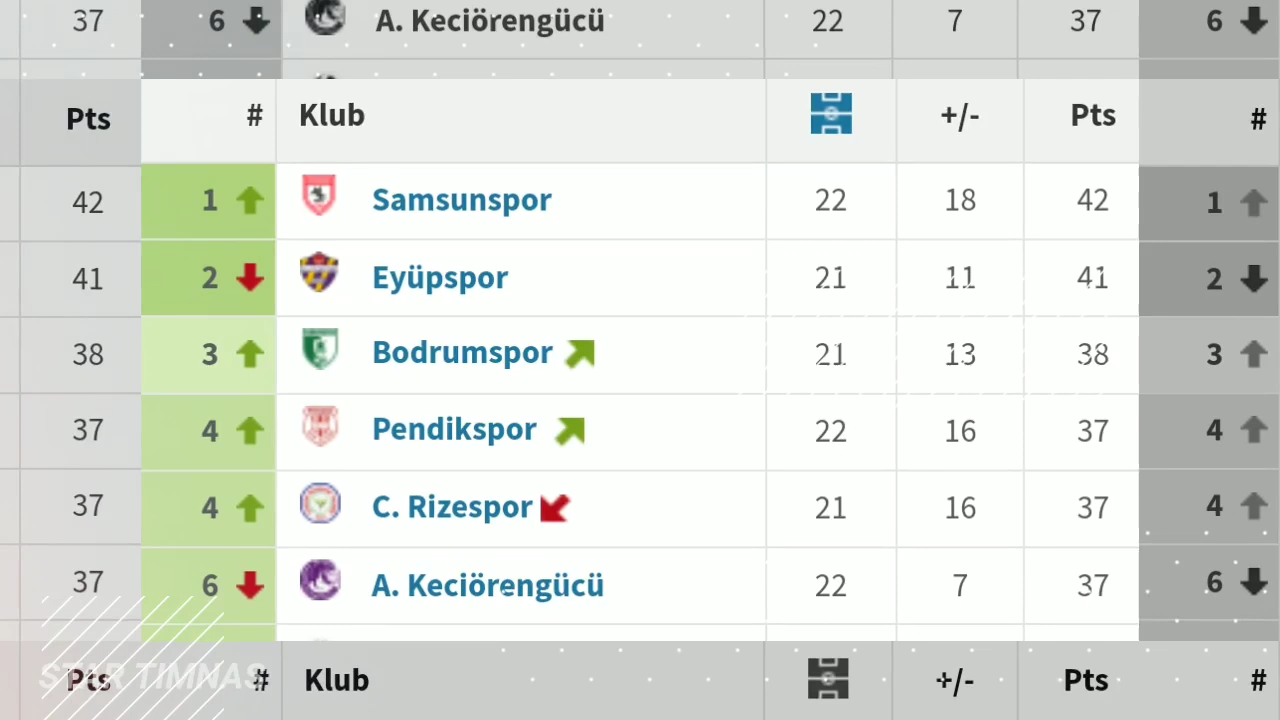 37 6 A. Keciörengücü 22 7 37 6
Pts # Klub +/- Pts #
42 1 Samsunspor 22 18 42 1
41 2 Eyüpspor 21 11 41 2
38 3 Bodrumspor 21 13 38 3
37 4 Pendikspor 22 16 37 4
37 4 C. Rizespor 21 16 37 4
37 6 A. Keciörengücü 22 7 37 6
Pts # Klub +/- Pts #
STAR TIMNAS